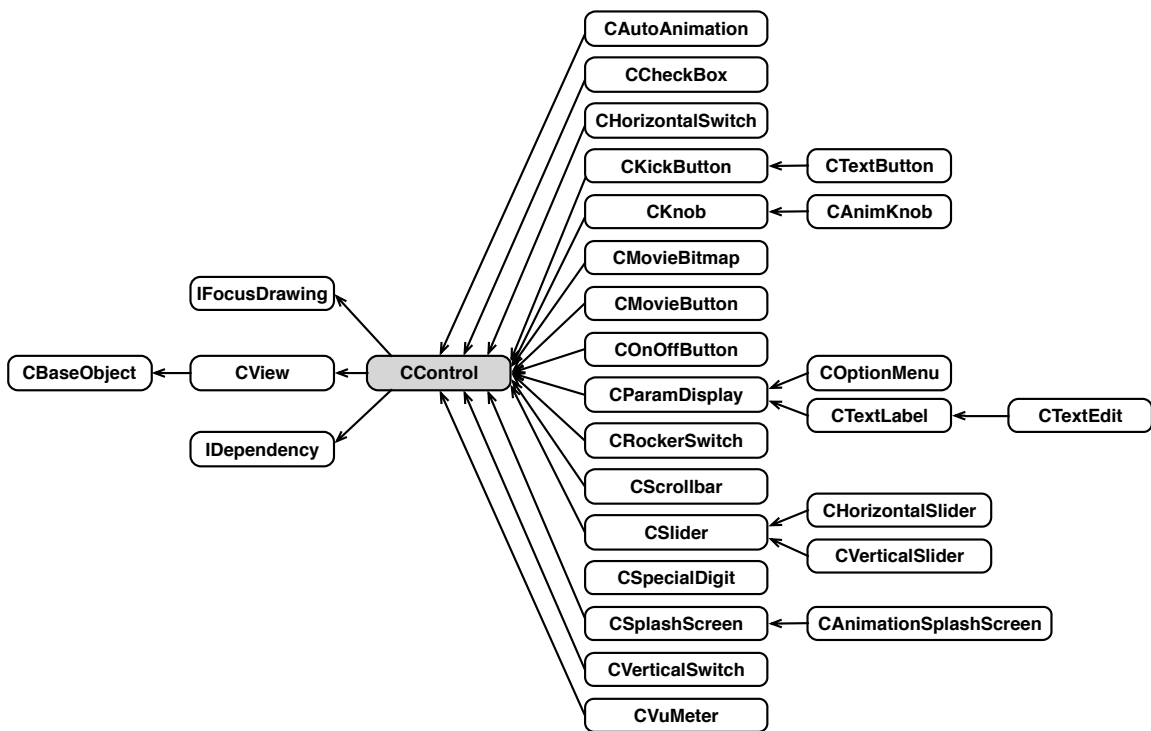 CAutoAnimation
CCheckBox
CHorizontalSwitch
CKickButton
CTextButton
CKnob
CAnimKnob
CMovieBitmap
IFocusDrawing
CMovieButton
COnOffButton
CBaseObject
CView
CControl
COptionMenu
CParamDisplay
CTextLabel
CTextEdit
CRockerSwitch
IDependency
CScrollbar
CHorizontalSlider
CSlider
CVerticalSlider
CSpecialDigit
CSplashScreen
CAnimationSplashScreen
CVerticalSwitch
CVuMeter